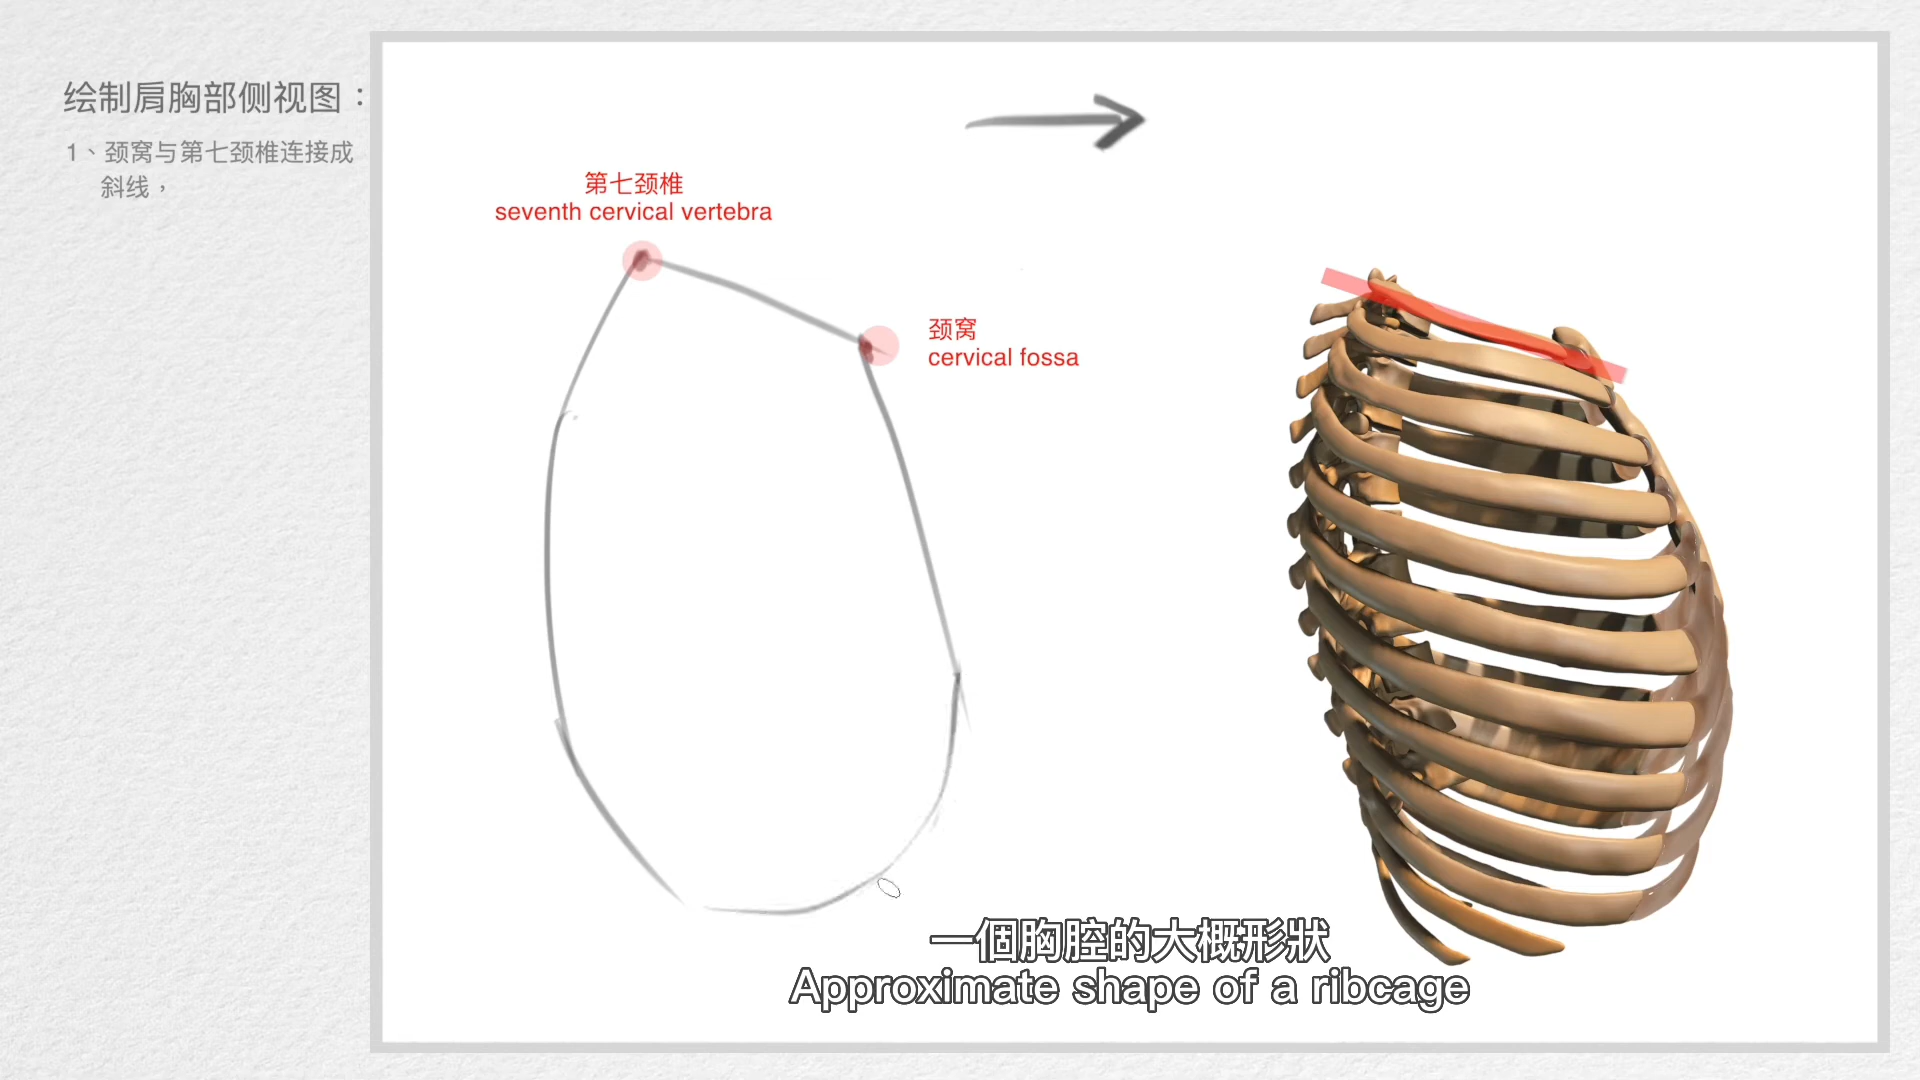 绘制肩胸部侧视图：
1、颈窝与第七颈椎连接成
斜线，
第七颈椎
seventh cervical vertebra
颈窝
cervical fossa
一個胸腔的大概形狀
Approximate shape of a ribcage